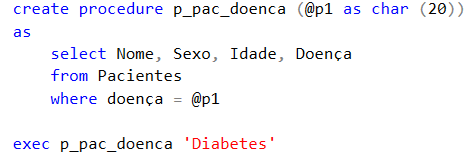 create procedure p_pac_doenca (@p1 as char (20))
as
select Nome, Sexo, Idade, Doença
from Pacientes
where doença = @p1
exec p_pac_doenca 'Diabetes'